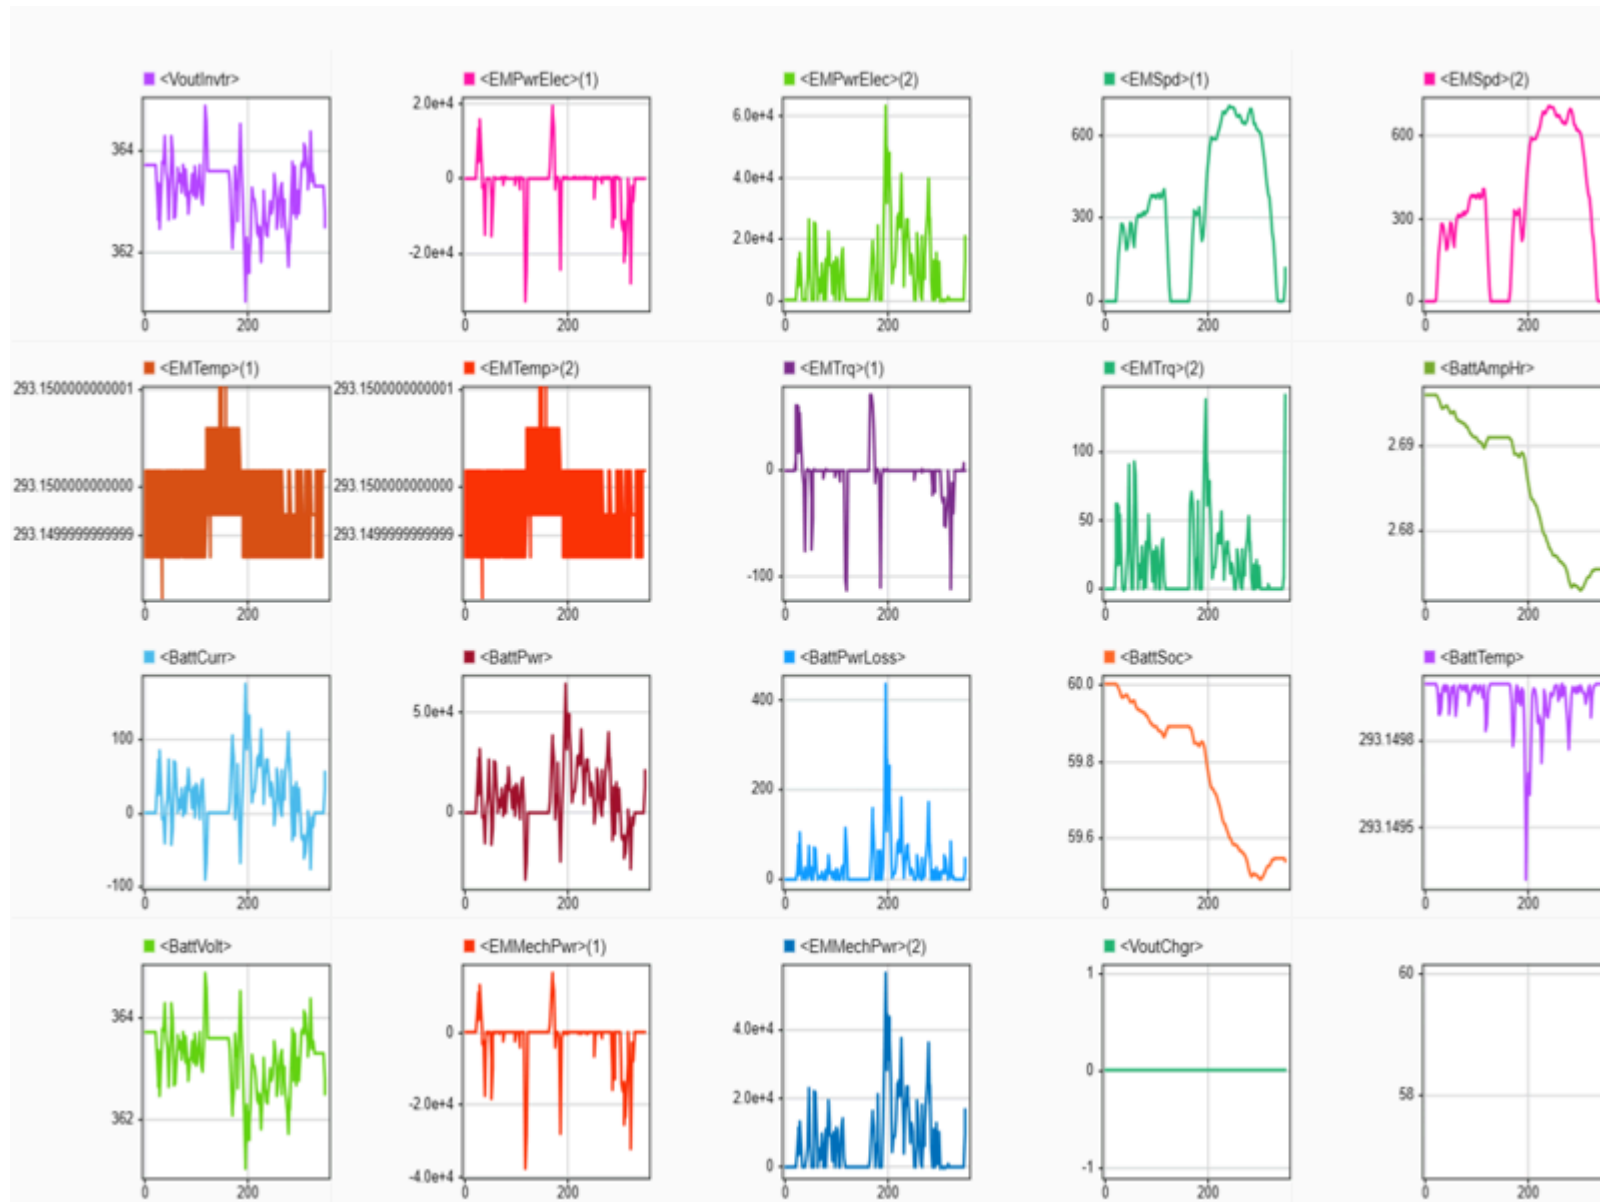 <VoutInvtr>
<EMPwrElec>(1)
<EMPwrElec>(2)
<EMSpd>(1)
<EMSpd>(2)
364
362
0
200
2.0e+4
0
-2.0e+4
0
200
6.0e+4
4.0e+4
2.0e+4
0
0
200
600
300
0
0
200
600
300
0
0
200
<EMTemp>(1)
<EMTemp>(2)
<EMTrq>(1)
<EMTrq>(2)
<BattAmpHr>
293.1500000000001
293.1500000000000
293.1499999999999
0
200
293.1500000000001
293.1500000000000
293.1499999999999
0
200
0
-100
0
200
100
50
0
0
200
2.69
2.68
0
200
<BattCurr>
<BattPwr>
<BattPwrLoss>
<BattSoc>
<BattTemp>
100
0
-100
0
200
5.0e+4
0
0
200
400
200
0
0
200
60.0
59.8
59.6
0
200
293.1498
293.1495
0
200
<BattVolt>
<EMMechPwr>(1)
<EMMechPwr>(2)
<VoutChgr>
364
362
0
200
0
-2.0e+4
-4.0e+4
0
200
4.0e+4
2.0e+4
0
0
200
1
0
-1
0
200
60
58
0
200